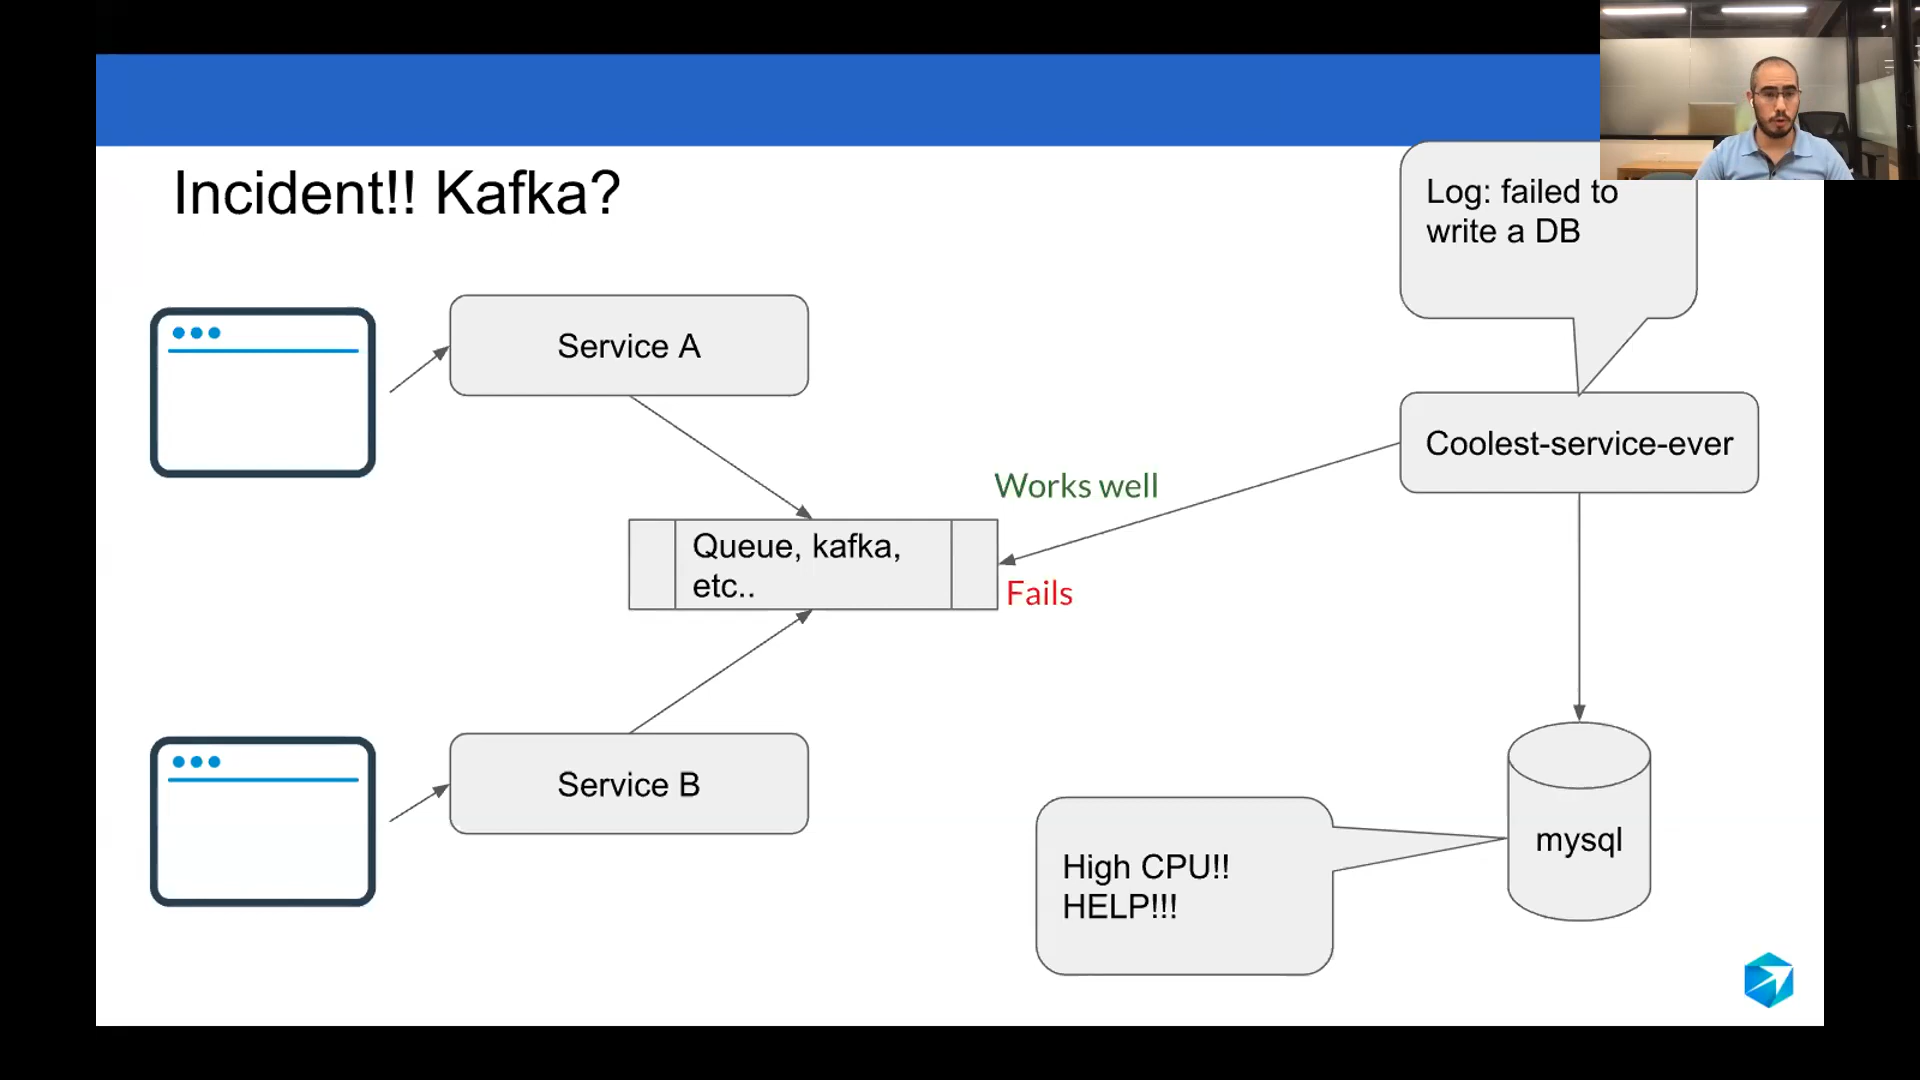 Incident!! Kafka?
Log: failed to
write a DB
Service A
Coolest-service-ever
Works well
Queue, kafka,
etc..
Fails
Service B
mysql
High CPU!!
HELP!!!